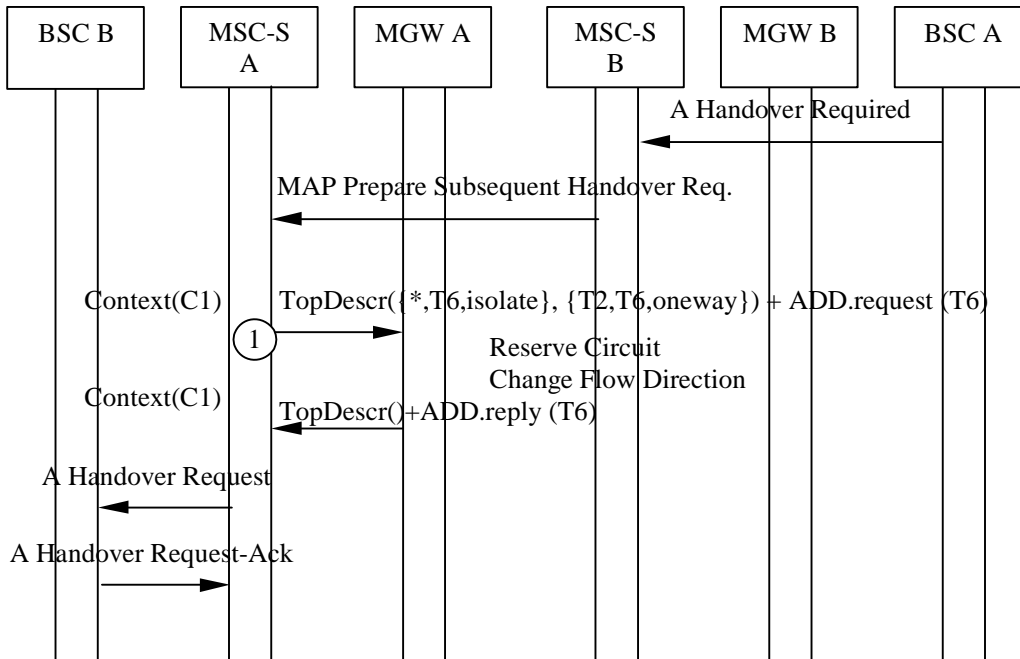 BSC B
MSC-S
A
MGW A
MSC-S
B
MGW B
BSC A
A Handover Required
MAP Prepare Subsequent Handover Req.
Context(C1)
TopDescr({*,T6,isolate}, {T2,T6,oneway}) + ADD.request (T6)
1
Reserve Circuit
Change Flow Direction
Context(C1)
TopDescr()+ADD.reply (T6)
A Handover Request
A Handover Request-Ack